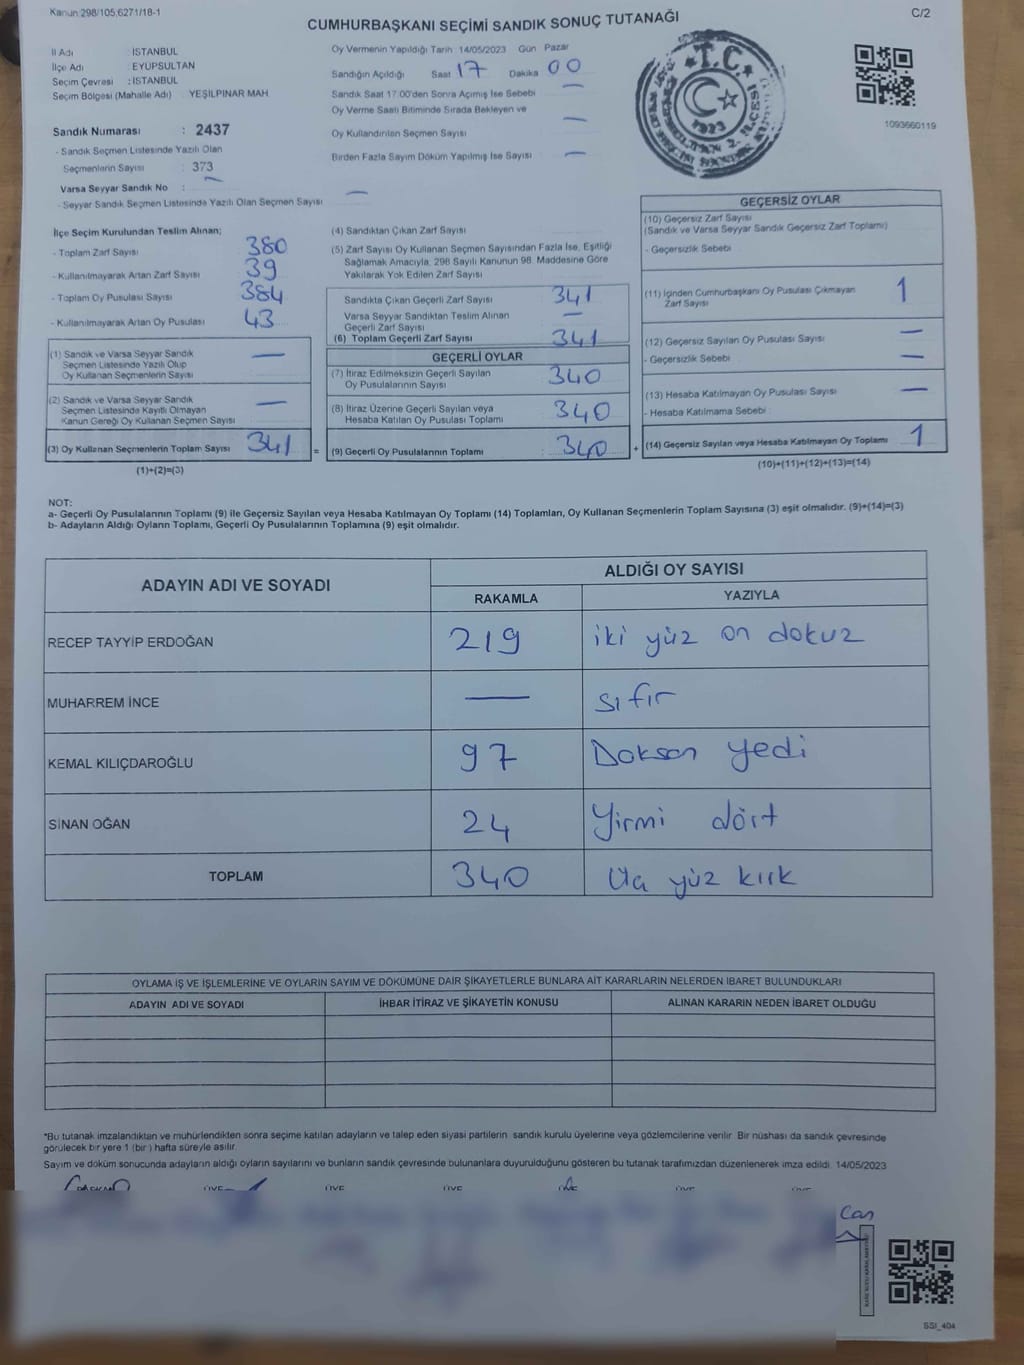 Kanun:298/105;6271/18-1
C/2
CUMHURBAŞKANI SEÇİMİ SANDIK SONUÇ TUTANAĞI
İl Adı : İSTANBUL
İlçe Adı : EYÜPSULTAN
Seçim Çevresi : İSTANBUL
Seçim Bölgesi (Mahalle Adı) : YEŞİLPINAR MAH.
Sandık Numarası : 2437
- Sandık Seçmen Listesinde Yazılı Olan
Seçmenlerin Sayısı : 373
Varsa Seyyar Sandık No : —
- Seyyar Sandık Seçmen Listesinde Yazılı Olan Seçmen Sayısı —
Oy Vermenin Yapıldığı Tarih: 14/05/2023 Gün Pazar
Sandığın Açıldığı Saat 17 Dakika 00
Sandık Saat 17:00'den Sonra Açılmış İse Sebebi —
Oy Verme Saati Bitiminde Sırada Bekleyen ve
Oy Kullandırılan Seçmen Sayısı —
Birden Fazla Sayım Döküm Yapılmış İse Sayısı —
T.C.
1923
1093660119
İlçe Seçim Kurulundan Teslim Alınan;
- Toplam Zarf Sayısı 380
- Kullanılmayarak Artan Zarf Sayısı 39
- Toplam Oy Pusulası Sayısı 384
- Kullanılmayarak Artan Oy Pusulası 43
(1) Sandık ve Varsa Seyyar Sandık
Seçmen Listesinde Yazılı Olup
Oy Kullanan Seçmenlerin Sayısı —
(2) Sandık ve Varsa Seyyar Sandık
Seçmen Listesinde Kayıtlı Olmayan
Kanun Gereği Oy Kullanan Seçmen Sayısı —
(3) Oy Kullanan Seçmenlerin Toplam Sayısı 341
(1)+(2)=(3)
=
(4) Sandıktan Çıkan Zarf Sayısı
(5) Zarf Sayısı Oy Kullanan Seçmen Sayısından Fazla İse, Eşitliği
Sağlamak Amacıyla, 298 Sayılı Kanunun 98. Maddesine Göre
Yakılarak Yok Edilen Zarf Sayısı
Sandıkta Çıkan Geçerli Zarf Sayısı 341
Varsa Seyyar Sandıktan Teslim Alınan
Geçerli Zarf Sayısı —
(6) Toplam Geçerli Zarf Sayısı 341
GEÇERLİ OYLAR
(7) İtiraz Edilmeksizin Geçerli Sayılan
Oy Pusulalarının Sayısı 340
(8) İtiraz Üzerine Geçerli Sayılan veya
Hesaba Katılan Oy Pusulası Toplamı 340
(9) Geçerli Oy Pusulalarının Toplamı : 340
+
GEÇERSİZ OYLAR
(10) Geçersiz Zarf Sayısı
(Sandık ve Varsa Seyyar Sandık Geçersiz Zarf Toplamı)
- Geçersizlik Sebebi
(11) İçinden Cumhurbaşkanı Oy Pusulası Çıkmayan
Zarf Sayısı 1
(12) Geçersiz Sayılan Oy Pusulası Sayısı —
- Geçersizlik Sebebi —
(13) Hesaba Katılmayan Oy Pusulası Sayısı —
- Hesaba Katılmama Sebebi
(14) Geçersiz Sayılan veya Hesaba Katılmayan Oy Toplamı 1
(10)+(11)+(12)+(13)=(14)
NOT:
a- Geçerli Oy Pusulalarının Toplamı (9) ile Geçersiz Sayılan veya Hesaba Katılmayan Oy Toplamı (14) Toplamları, Oy Kullanan Seçmenlerin Toplam Sayısına (3) eşit olmalıdır. (9)+(14)=(3)
b- Adayların Aldığı Oyların Toplamı, Geçerli Oy Pusulalarının Toplamına (9) eşit olmalıdır.
ADAYIN ADI VE SOYADI
ALDIĞI OY SAYISI
RAKAMLA YAZIYLA
RECEP TAYYİP ERDOĞAN 219 iki yüz on dokuz
MUHARREM İNCE — sıfır
KEMAL KILIÇDAROĞLU 97 Doksan yedi
SİNAN OĞAN 24 Yirmi dört
TOPLAM 340 Üç yüz kırk
OYLAMA İŞ VE İŞLEMLERİNE VE OYLARIN SAYIM VE DÖKÜMÜNE DAİR ŞİKAYETLERLE BUNLARA AİT KARARLARIN NELERDEN İBARET BULUNDUKLARI
ADAYIN ADI VE SOYADI İHBAR İTİRAZ VE ŞİKAYETİN KONUSU ALINAN KARARIN NEDEN İBARET OLDUĞU
*Bu tutanak imzalandıktan ve mühürlendikten sonra seçime katılan adayların ve talep eden siyasi partilerin sandık kurulu üyelerine veya gözlemcilerine verilir. Bir nüshası da sandık çevresinde
görülecek bir yere 1 (bir) hafta süreyle asılır.
Sayım ve döküm sonucunda adayların aldığı oyların sayılarını ve bunların sandık çevresinde bulunanlara duyurulduğunu gösteren bu tutanak tarafımızdan düzenlenerek imza edildi. 14/05/2023
ÜYE ÜYE ÜYE
Can
SSİ_404